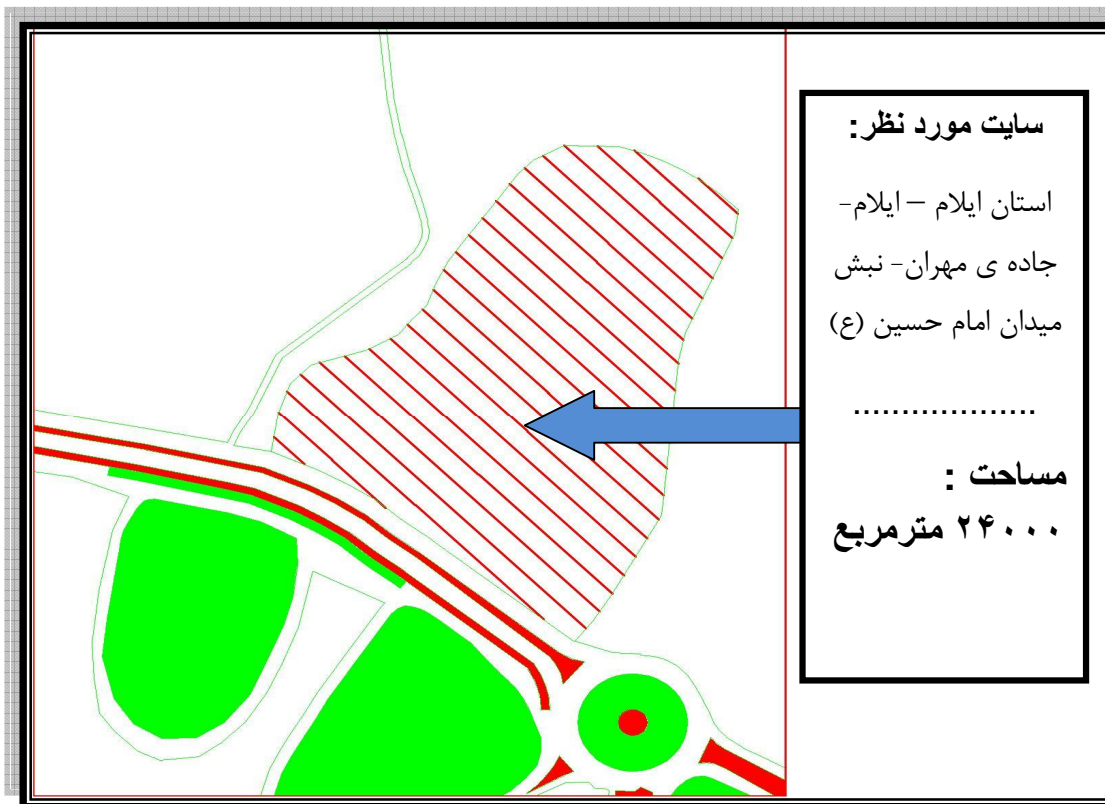 سایت مورد نظر:
استان ایلام – ایلام-
جاده ی مهران- نبش
میدان امام حسین (ع)
...................
مساحت :
۲۴۰۰۰ مترمربع